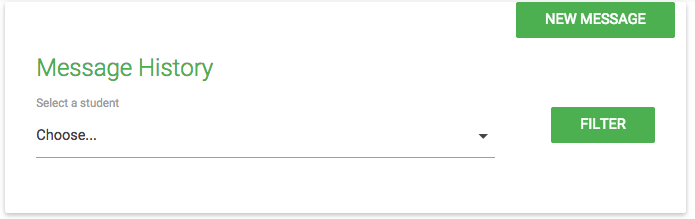 NEW MESSAGE
Message History
Select a student
Choose...
FILTER